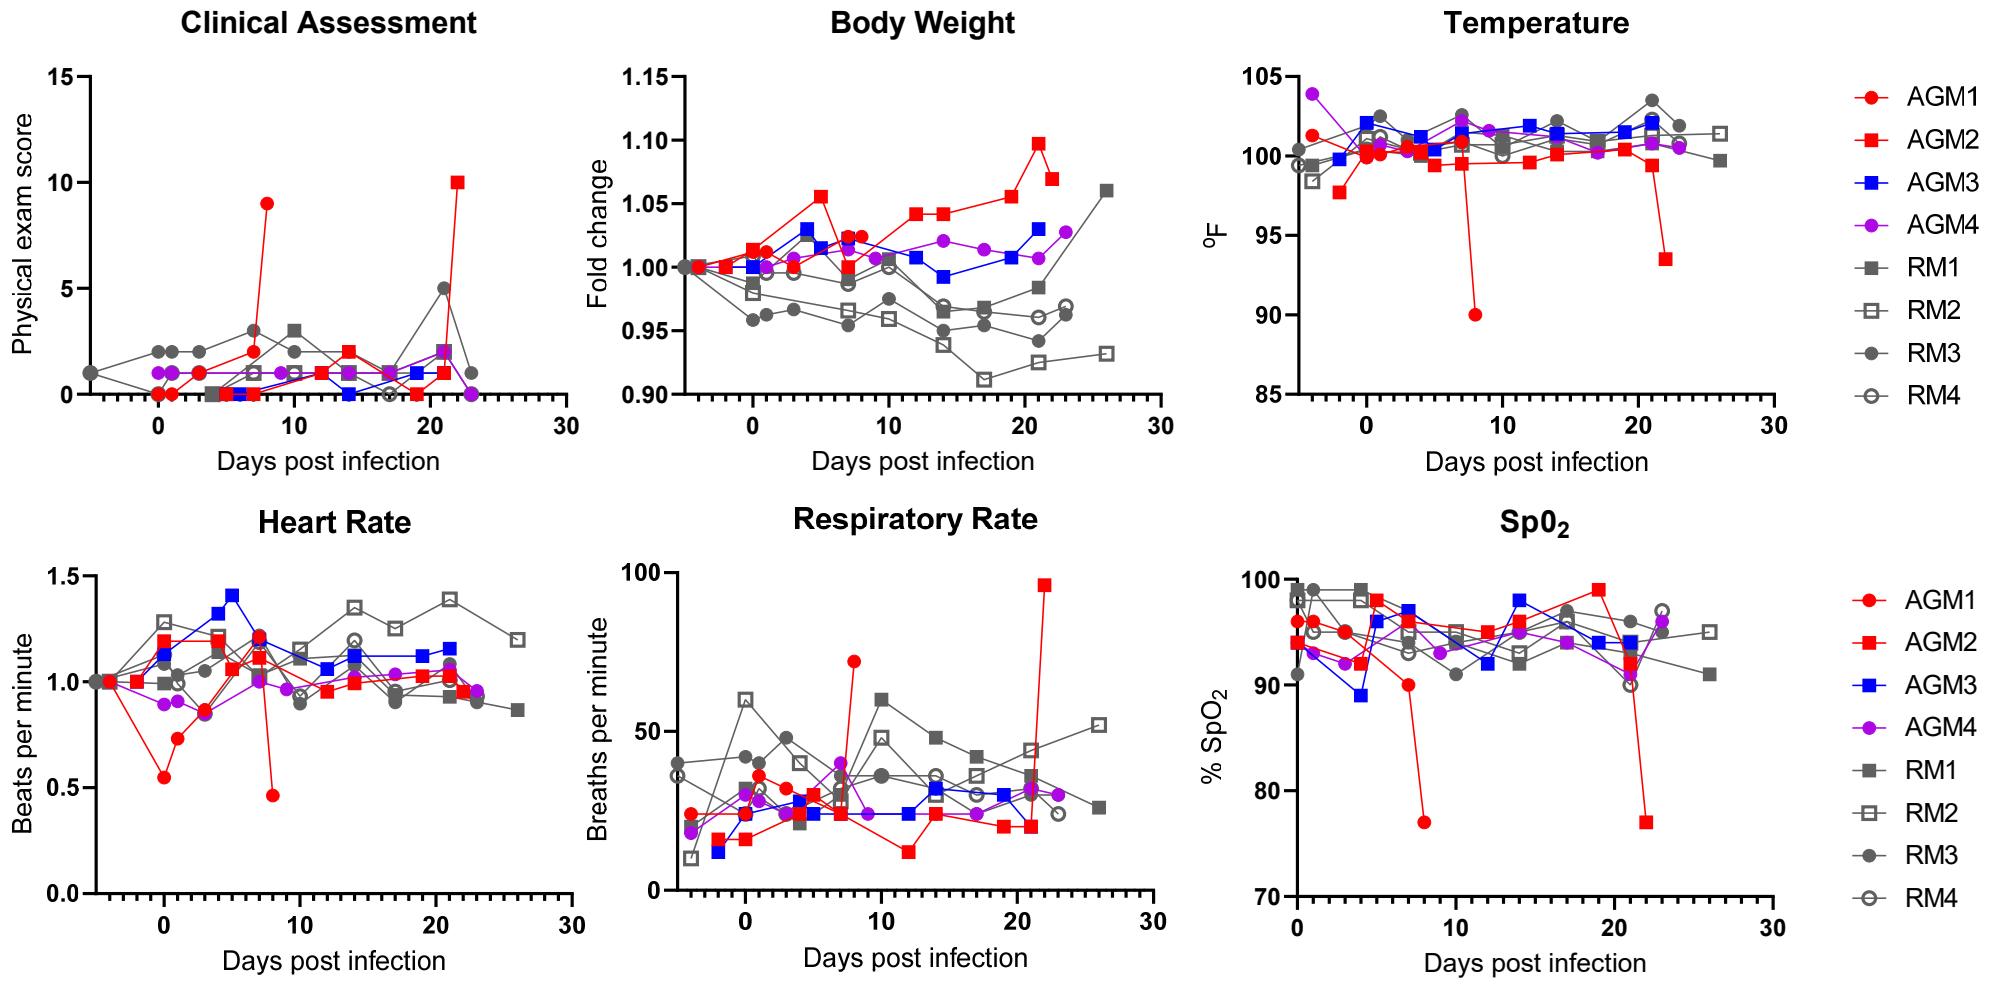 Clinical Assessment
Physical exam score
15
10
5
0
0 10 20 30
Days post infection
Body Weight
Fold change
1.15
1.10
1.05
1.00
0.95
0.90
0 10 20 30
Days post infection
Temperature
ºF
105
100
95
90
85
0 10 20 30
Days post infection
AGM1
AGM2
AGM3
AGM4
RM1
RM2
RM3
RM4
Heart Rate
Beats per minute
1.5
1.0
0.5
0.0
0 10 20 30
Days post infection
Respiratory Rate
Breaths per minute
100
50
0
0 10 20 30
Days post infection
Sp0₂
% SpO₂
100
90
80
70
0 10 20 30
Days post infection
AGM1
AGM2
AGM3
AGM4
RM1
RM2
RM3
RM4